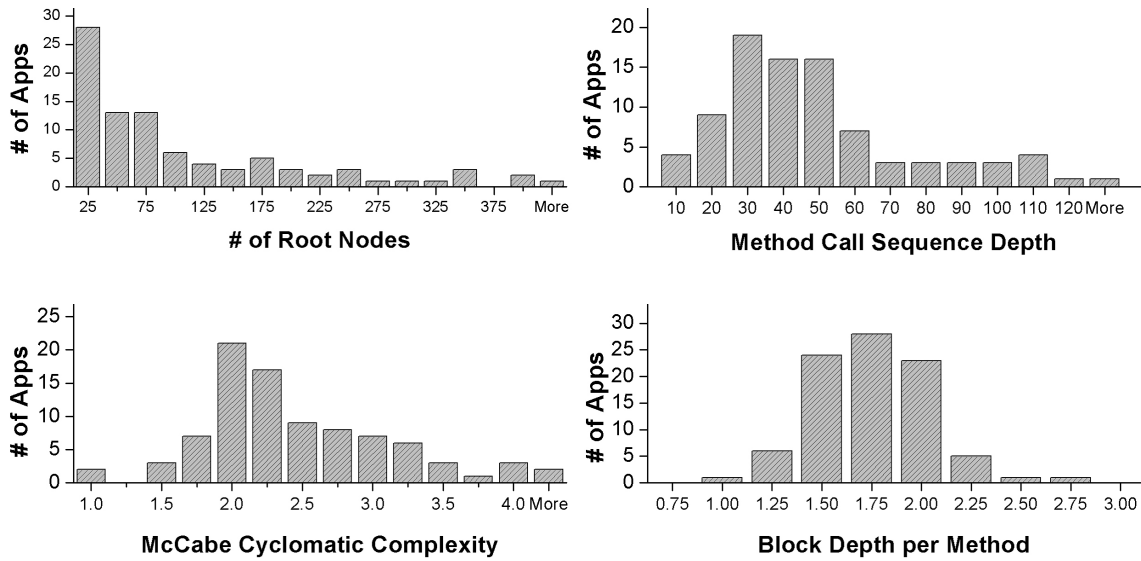 # of Apps
30
25
20
15
10
5
0
25 75 125 175 225 275 325 375 More
# of Root Nodes
# of Apps
20
15
10
5
0
10 20 30 40 50 60 70 80 90 100 110 120 More
Method Call Sequence Depth
# of Apps
25
20
15
10
5
0
1.0 1.5 2.0 2.5 3.0 3.5 4.0 More
McCabe Cyclomatic Complexity
# of Apps
30
25
20
15
10
5
0
0.75 1.00 1.25 1.50 1.75 2.00 2.25 2.50 2.75 3.00
Block Depth per Method